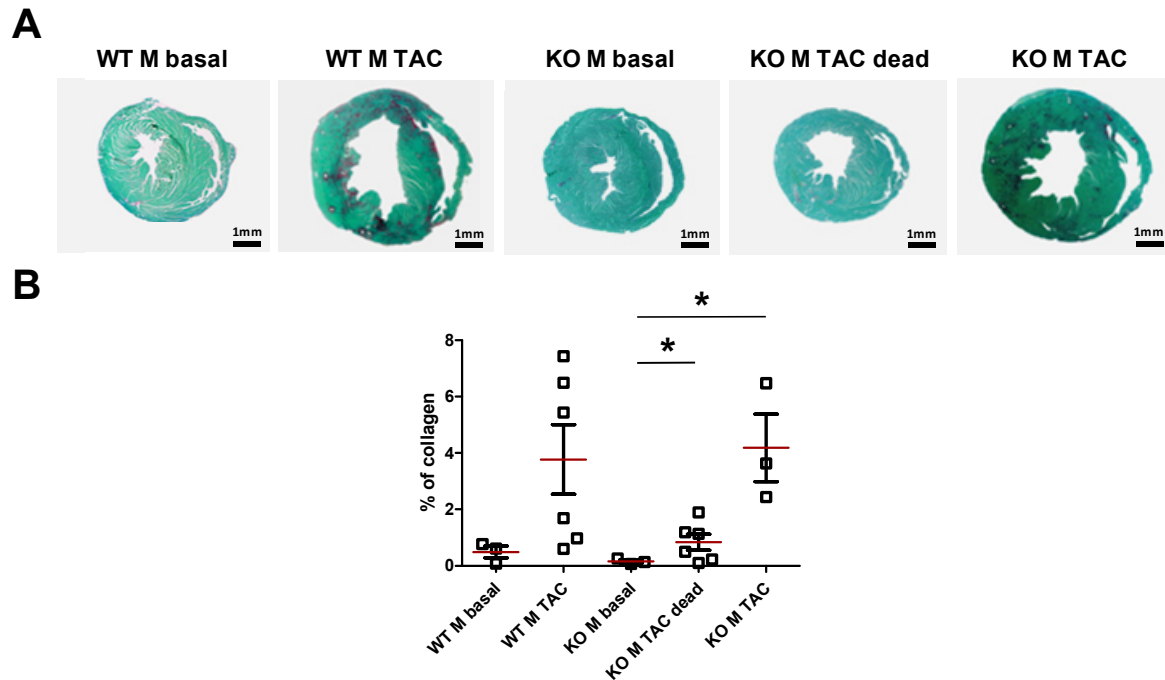 A
WT M basal
WT M TAC
KO M basal
KO M TAC dead
KO M TAC
1mm
1mm
1mm
1mm
1mm
B
*
*
8
6
4
2
0
% of collagen
WT M basal
WT M TAC
KO M basal
KO M TAC dead
KO M TAC